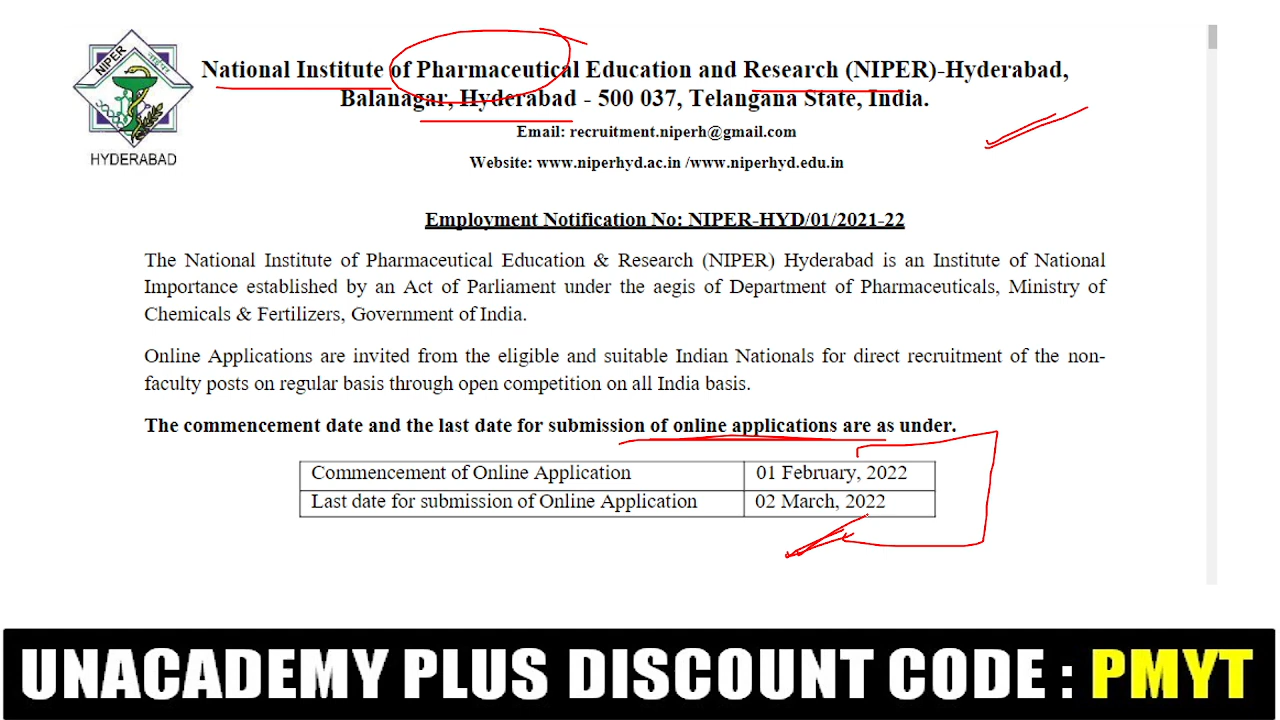 NIPER
नाईपर
HYDERABAD
National Institute of Pharmaceutical Education and Research (NIPER)-Hyderabad,
Balanagar, Hyderabad - 500 037, Telangana State, India.
Email: recruitment.niperh@gmail.com
Website: www.niperhyd.ac.in /www.niperhyd.edu.in
Employment Notification No: NIPER-HYD/01/2021-22
The National Institute of Pharmaceutical Education & Research (NIPER) Hyderabad is an Institute of National
Importance established by an Act of Parliament under the aegis of Department of Pharmaceuticals, Ministry of
Chemicals & Fertilizers, Government of India.
Online Applications are invited from the eligible and suitable Indian Nationals for direct recruitment of the non-
faculty posts on regular basis through open competition on all India basis.
The commencement date and the last date for submission of online applications are as under.
Commencement of Online Application 01 February, 2022
Last date for submission of Online Application 02 March, 2022
UNACADEMY PLUS DISCOUNT CODE : PMYT